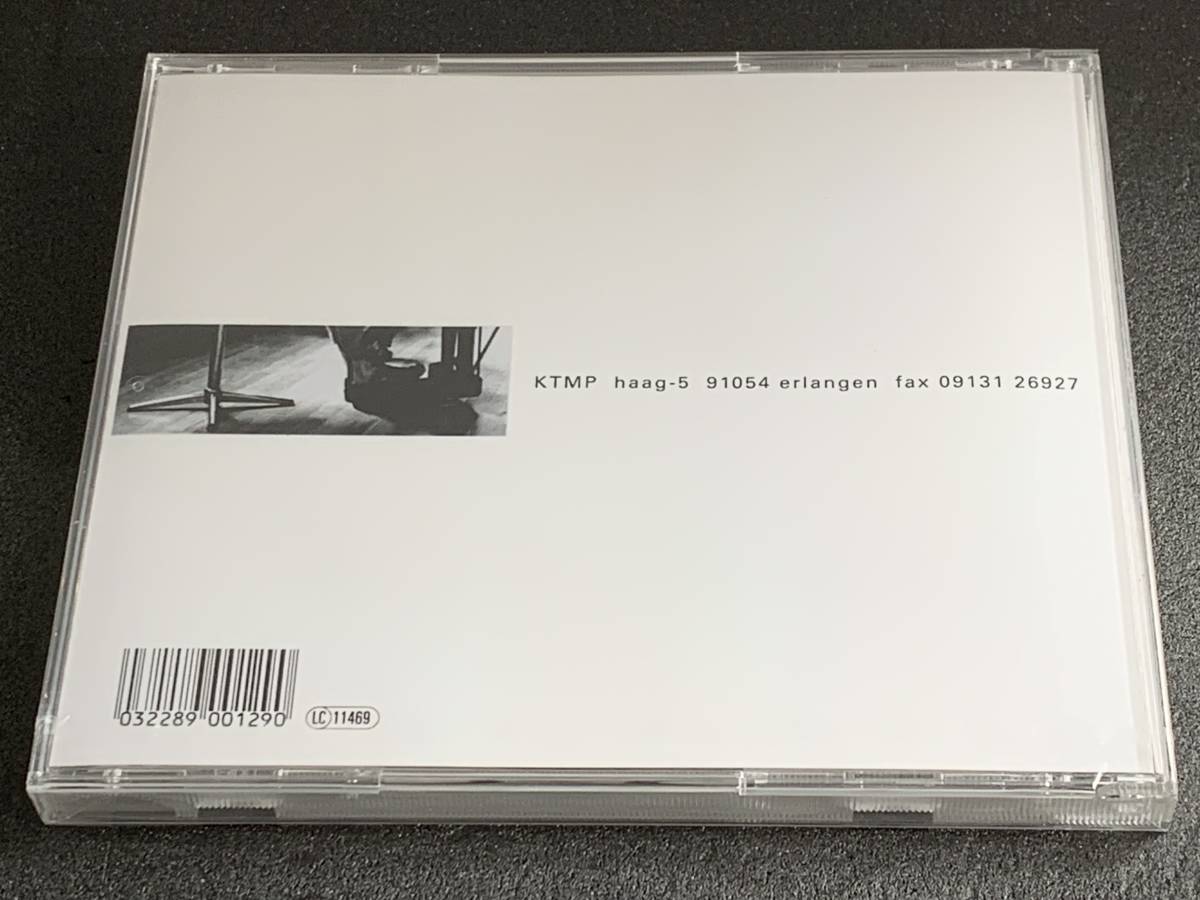 KTMP haag-5 91054 erlangen fax 09131 26927
032289 001290
LC 11469